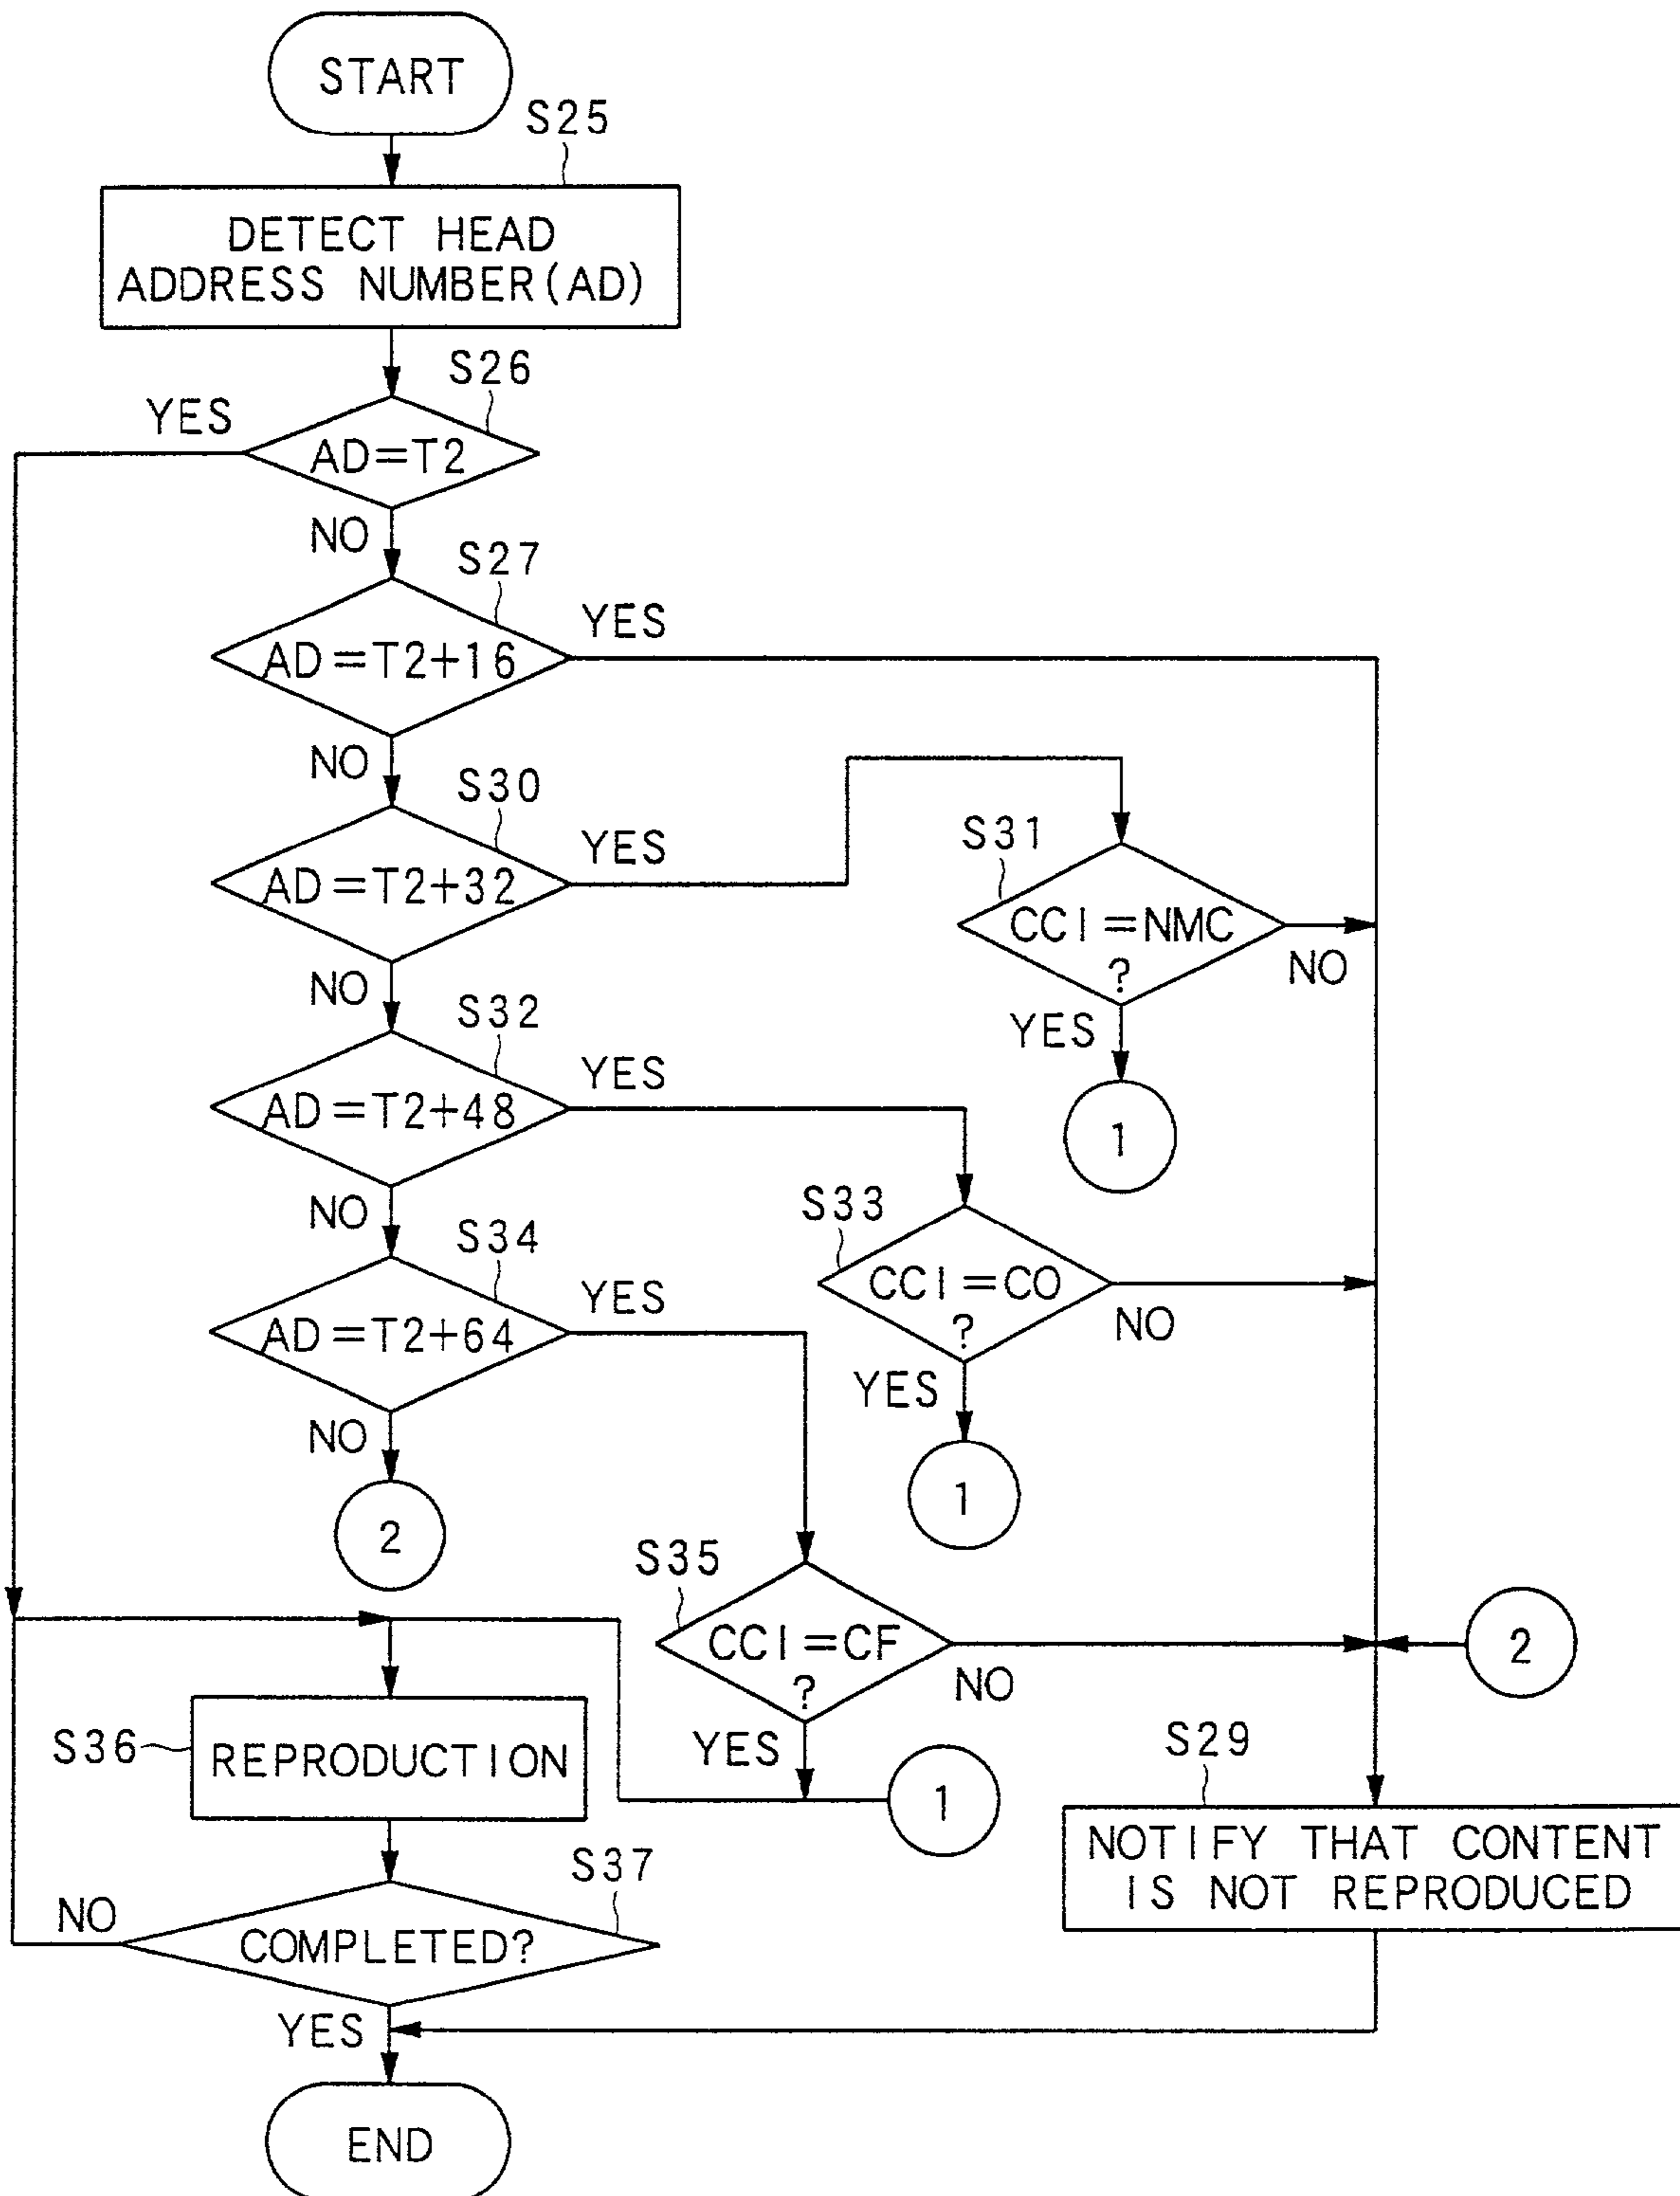 START
S25
DETECT HEAD
ADDRESS NUMBER(AD)
S26
YES
AD=T2
NO
S27
YES
AD=T2+16
NO
S30
YES
AD=T2+32
S31
CCI=NMC
?
NO
NO
YES
S32
YES
AD=T2+48
1
NO
S33
S34
CCI=CO
?
NO
YES
AD=T2+64
YES
NO
1
2
S35
CCI=CF
?
NO
2
YES
S36
REPRODUCTION
1
S29
NOTIFY THAT CONTENT
IS NOT REPRODUCED
S37
NO
COMPLETED?
YES
END